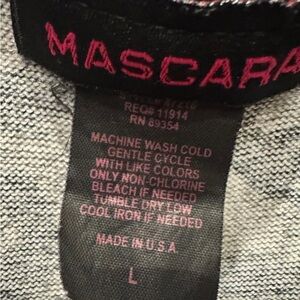 MASCARA
REG# 11914
RN 89354
MACHINE WASH COLD
GENTLE CYCLE
WITH LIKE COLORS
ONLY NON-CHLORINE
BLEACH IF NEEDED
TUMBLE DRY LOW
COOL IRON IF NEEDED
MADE IN U.S.A.
L